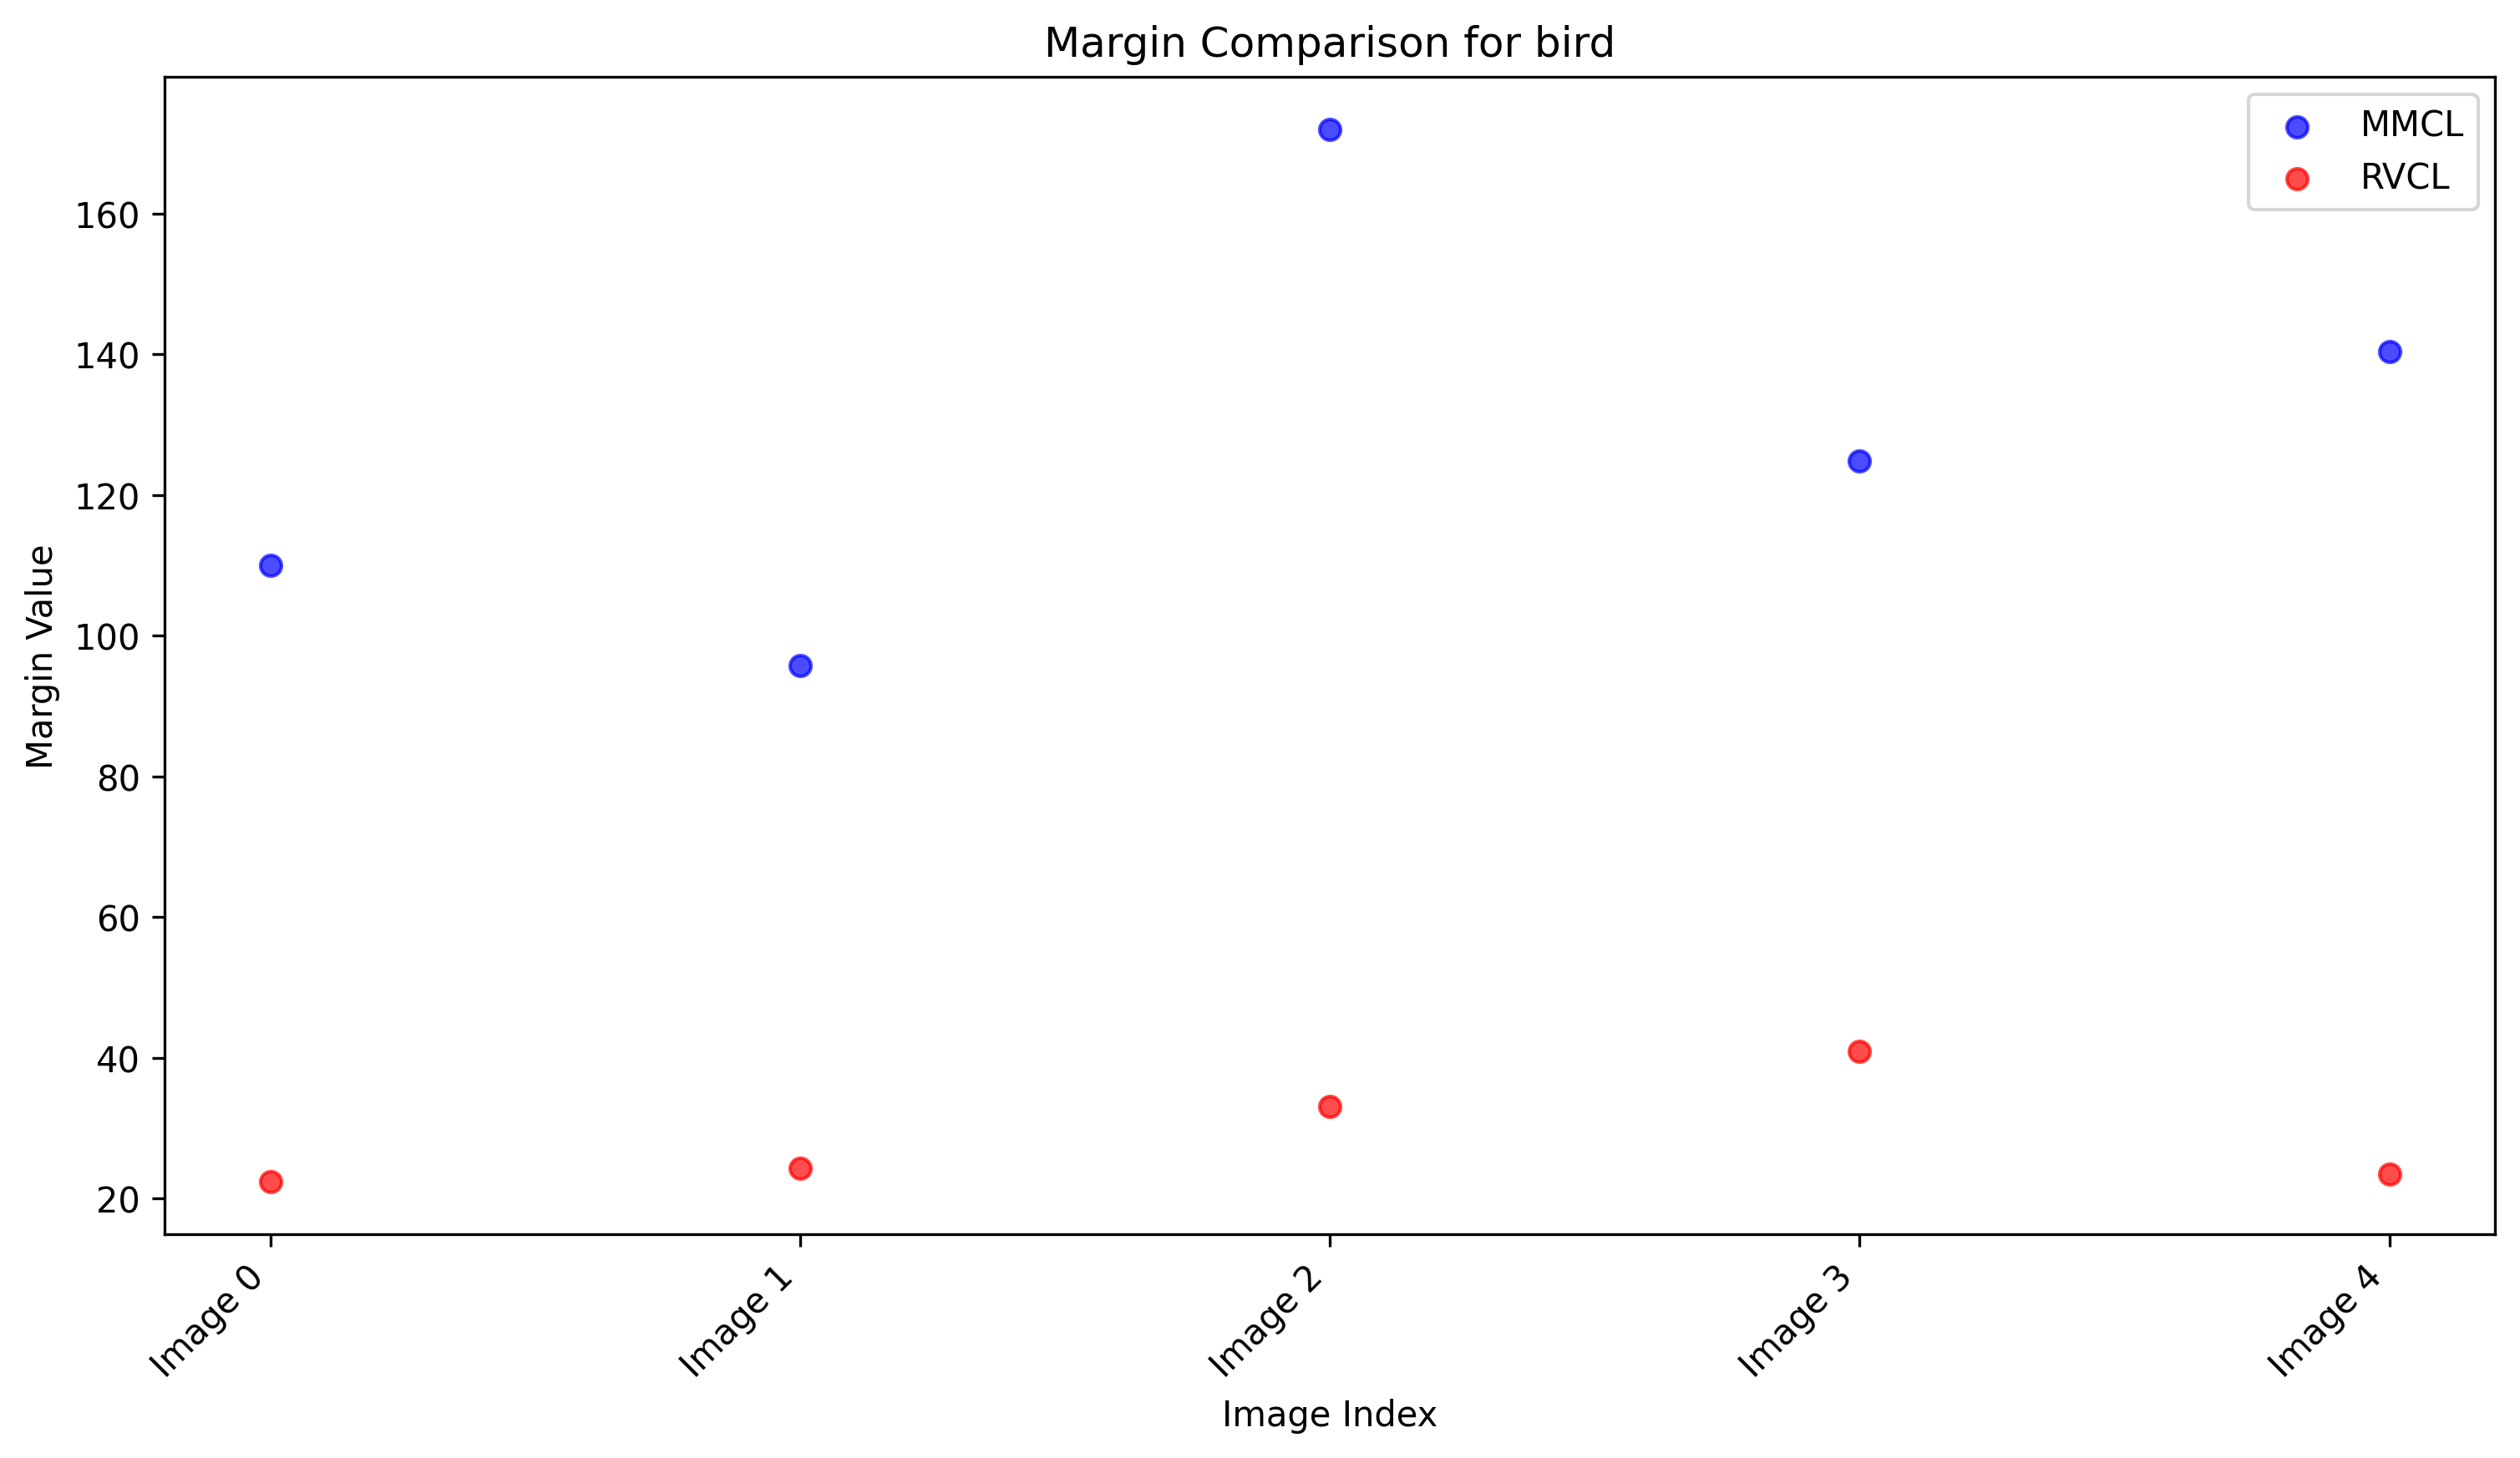 Margin Comparison for bird
MMCL
RVCL
Margin Value
160
140
120
100
80
60
40
20
Image 0
Image 1
Image 2
Image 3
Image 4
Image Index